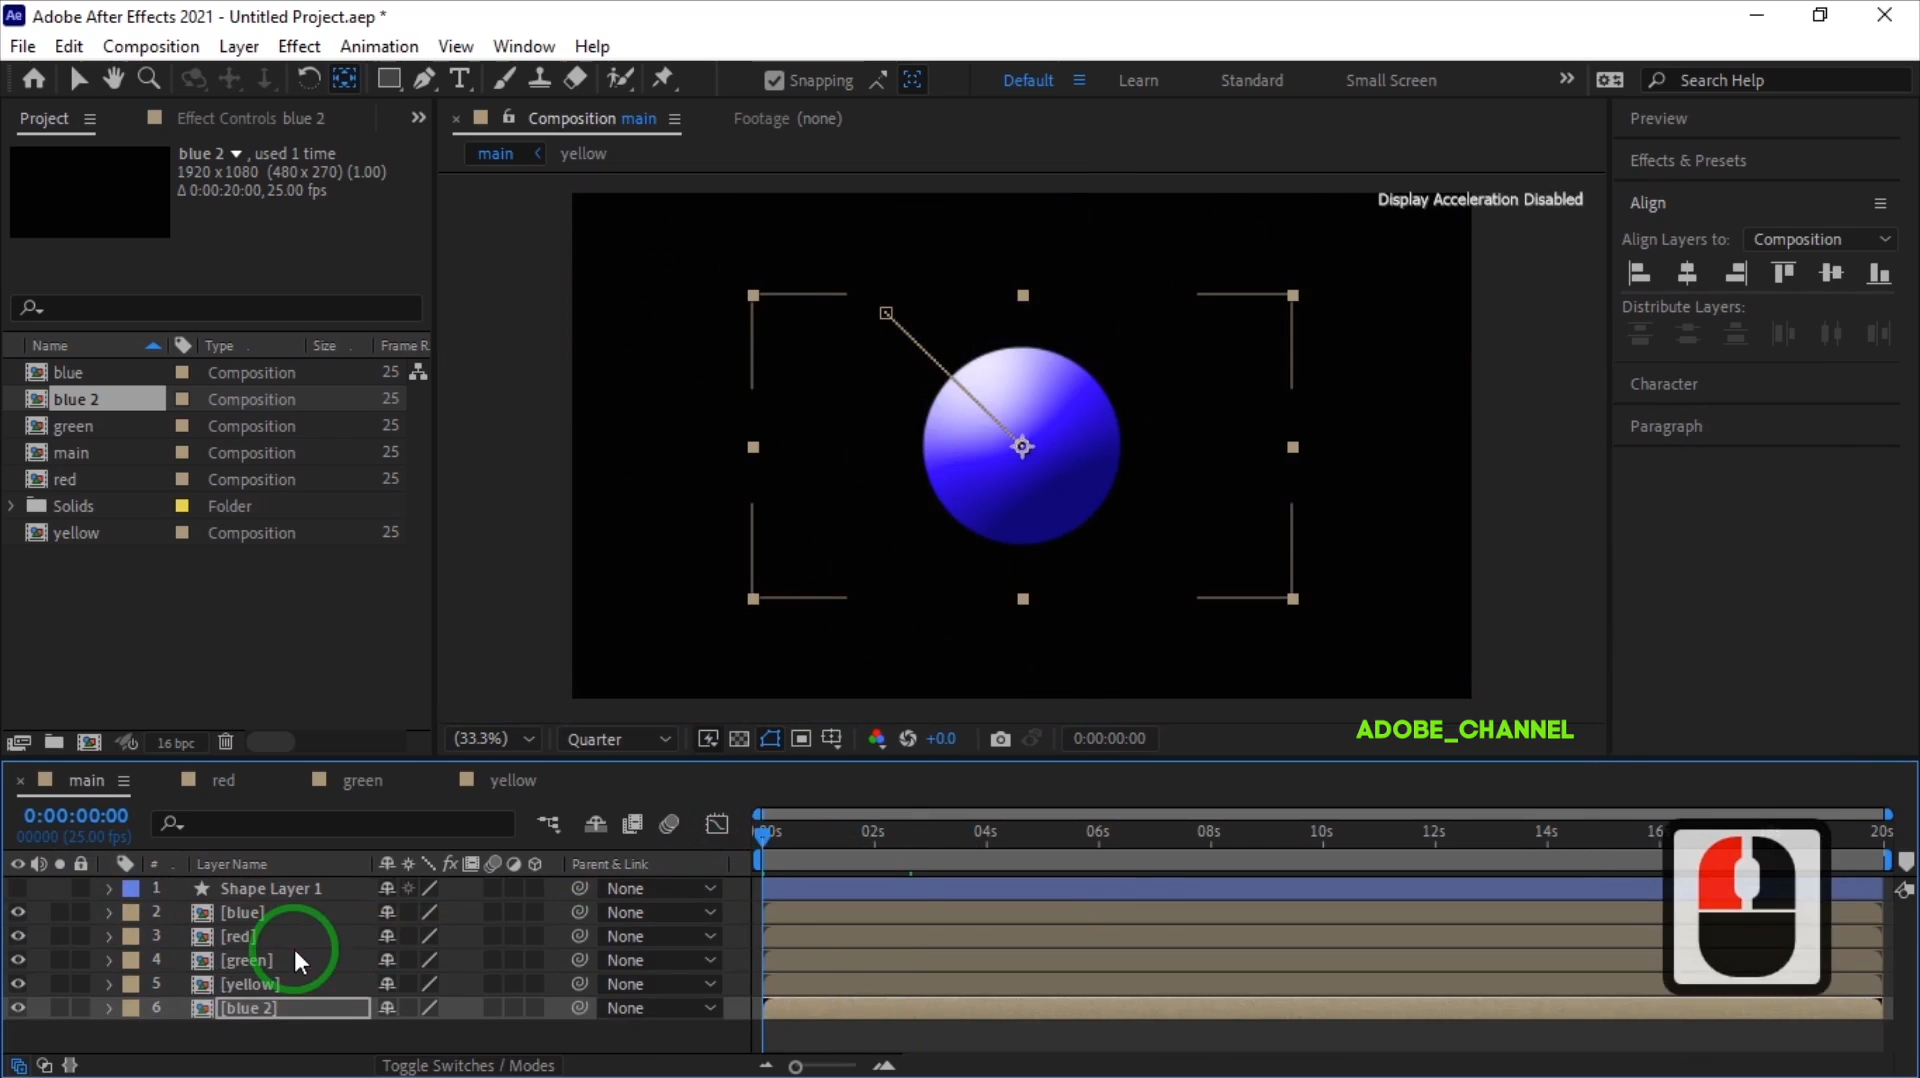 Ae Adobe After Effects 2021 - Untitled Project.aep *
File Edit Composition Layer Effect Animation View Window Help
T Snapping Default Learn Standard Small Screen Search Help
Project Effect Controls blue 2
Composition main Footage (none)
Preview
blue 2 , used 1 time
1920 x 1080 (480 x 270) (1.00)
Δ 0:00:20:00, 25.00 fps
main yellow
Effects & Presets
Display Acceleration Disabled
Align
Align Layers to: Composition
Distribute Layers:
Character
Paragraph
Name Type Size Frame R
blue Composition 25
blue 2 Composition 25
green Composition 25
main Composition 25
red Composition 25
Solids Folder
yellow Composition 25
16 bpc
(33.3%) Quarter +0.0 0:00:00:00
ADOBE_CHANNEL
main red green yellow
0:00:00:00
00000 (25.00 fps)
02s 04s 06s 08s 10s 12s 14s 20s
# Layer Name fx Parent & Link
1 Shape Layer 1 None
2 [blue] None
3 [red] None
4 [green] None
5 [yellow] None
6 [blue 2] None
Toggle Switches / Modes